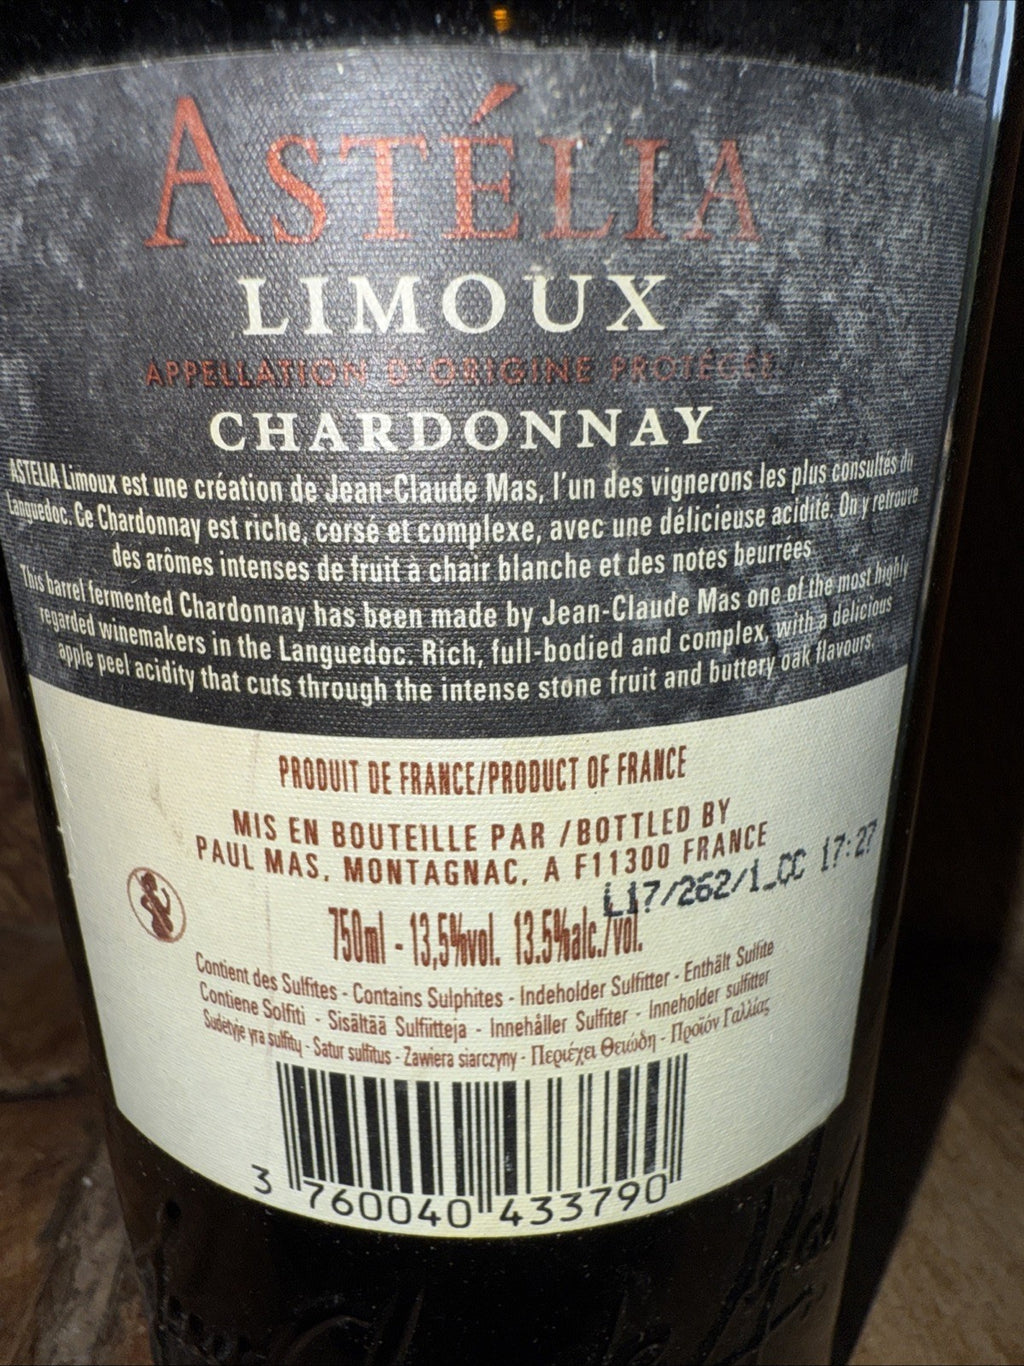 ASTÉLIA
LIMOUX
APPELLATION D'ORIGINE PROTÉGÉE
CHARDONNAY
ASTELIA Limoux est une création de Jean-Claude Mas, l'un des vignerons les plus consultés du
Languedoc. Ce Chardonnay est riche, corsé et complexe, avec une délicieuse acidité. On y retrouve
des arômes intenses de fruit à chair blanche et des notes beurrées.
This barrel fermented Chardonnay has been made by Jean-Claude Mas one of the most highly
regarded winemakers in the Languedoc. Rich, full-bodied and complex, with a delicious
apple peel acidity that cuts through the intense stone fruit and buttery oak flavours.
PRODUIT DE FRANCE/PRODUCT OF FRANCE
MIS EN BOUTEILLE PAR /BOTTLED BY
PAUL MAS, MONTAGNAC, A F11300 FRANCE
L17/262/1_CC 17:27
750ml - 13,5%vol. 13.5%alc./vol.
Contient des Sulfites - Contains Sulphites - Indeholder Sulfitter - Enthält Sulfite
Contiene Solfiti - Sisältää Sulfiitteja - Innehåller Sulfiter - Inneholder sulfitter
Sudėtyje yra sulfitų - Satur sulfitus - Zawiera siarczyny - Περιέχει Θειώδη - Προϊόν Γαλλίας
3 760040 433790